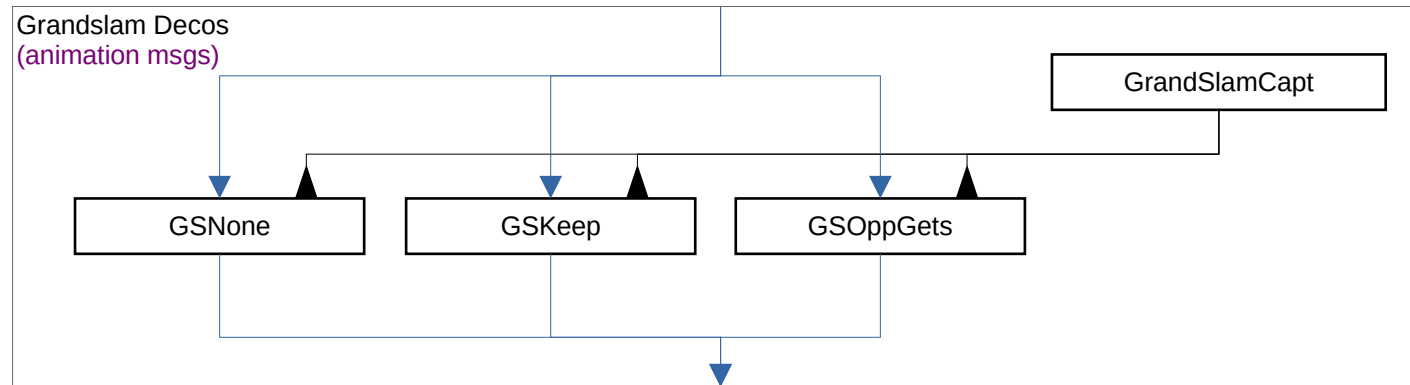 Grandslam Decos
(animation msgs)
GrandSlamCapt
GSNone
GSKeep
GSOppGets